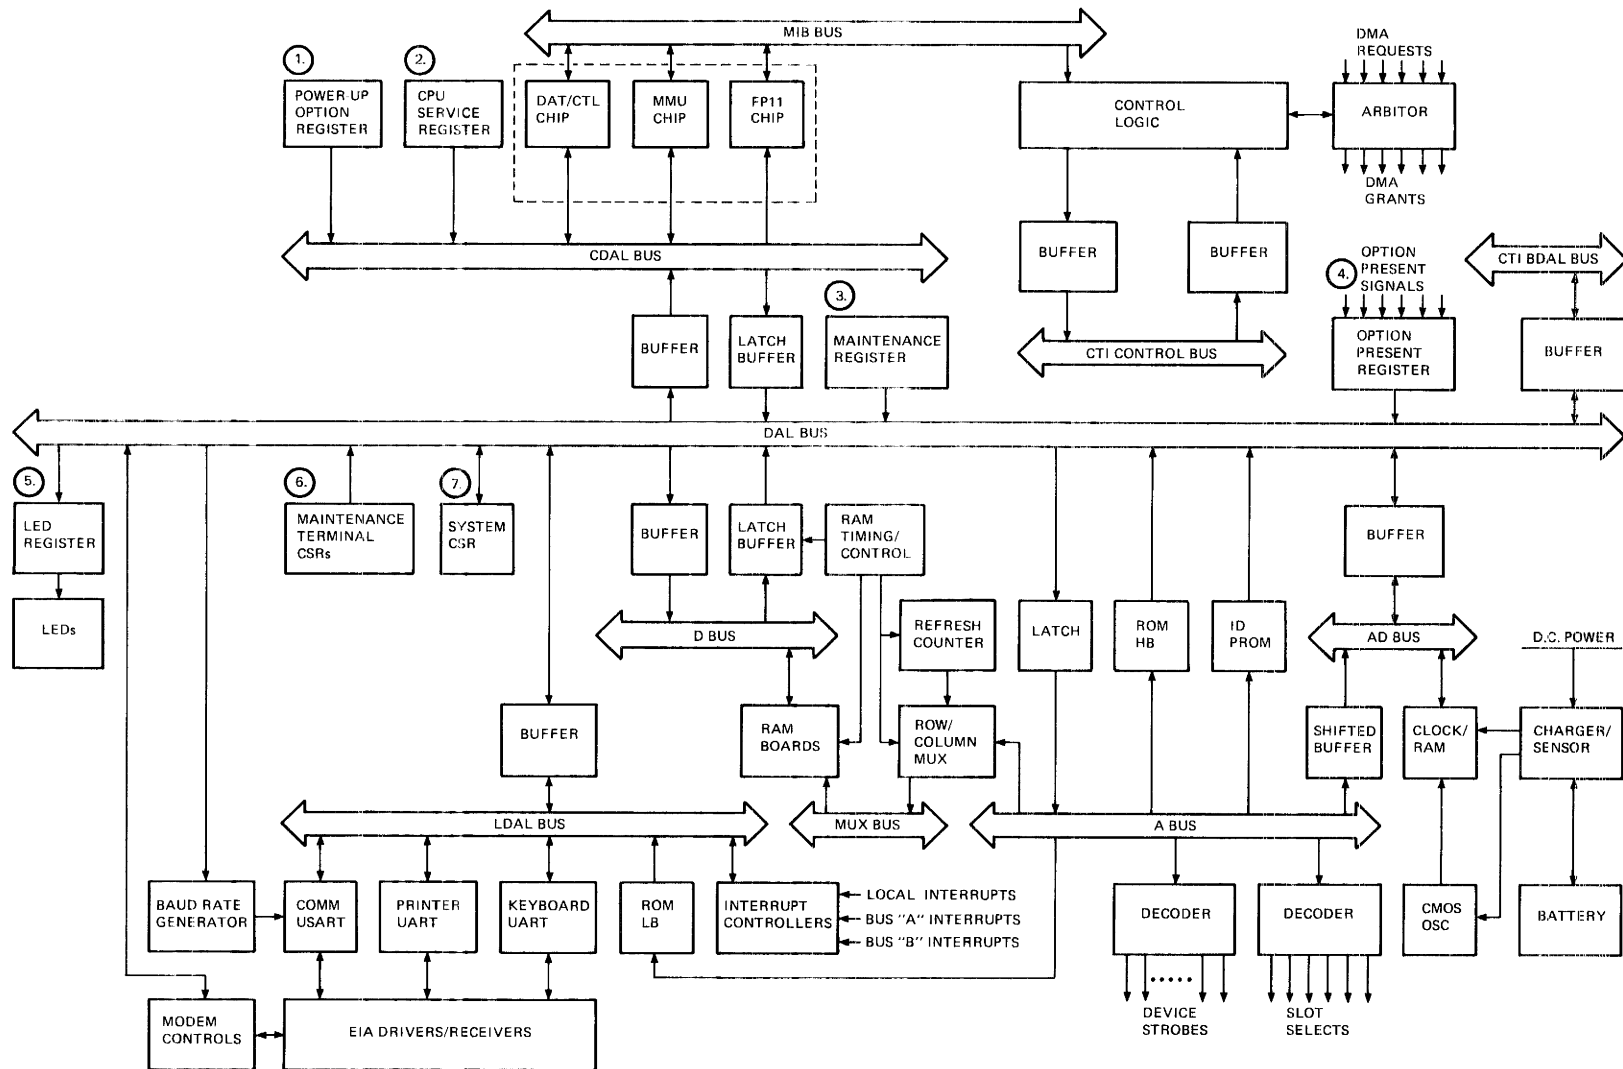 MIB BUS
DMA
REQUESTS
1.
2.
POWER-UP
OPTION
REGISTER
CPU
SERVICE
REGISTER
DAT/CTL
CHIP
MMU
CHIP
FP11
CHIP
CONTROL
LOGIC
ARBITOR
DMA
GRANTS
BUFFER
BUFFER
CDAL BUS
CTI BDAL BUS
4.
OPTION
PRESENT
SIGNALS
3.
BUFFER
LATCH
BUFFER
MAINTENANCE
REGISTER
CTI CONTROL BUS
OPTION
PRESENT
REGISTER
BUFFER
DAL BUS
5.
6.
7.
LED
REGISTER
MAINTENANCE
TERMINAL
CSRs
SYSTEM
CSR
BUFFER
LATCH
BUFFER
RAM
TIMING/
CONTROL
BUFFER
LEDs
D BUS
REFRESH
COUNTER
LATCH
ROM
HB
ID
PROM
AD BUS
D.C. POWER
BUFFER
RAM
BOARDS
ROW/
COLUMN
MUX
SHIFTED
BUFFER
CLOCK/
RAM
CHARGER/
SENSOR
LDAL BUS
MUX BUS
A BUS
BAUD RATE
GENERATOR
COMM
USART
PRINTER
UART
KEYBOARD
UART
ROM
LB
INTERRUPT
CONTROLLERS
LOCAL INTERRUPTS
BUS "A" INTERRUPTS
BUS "B" INTERRUPTS
DECODER
DECODER
CMOS
OSC
BATTERY
MODEM
CONTROLS
EIA DRIVERS/RECEIVERS
DEVICE
STROBES
SLOT
SELECTS